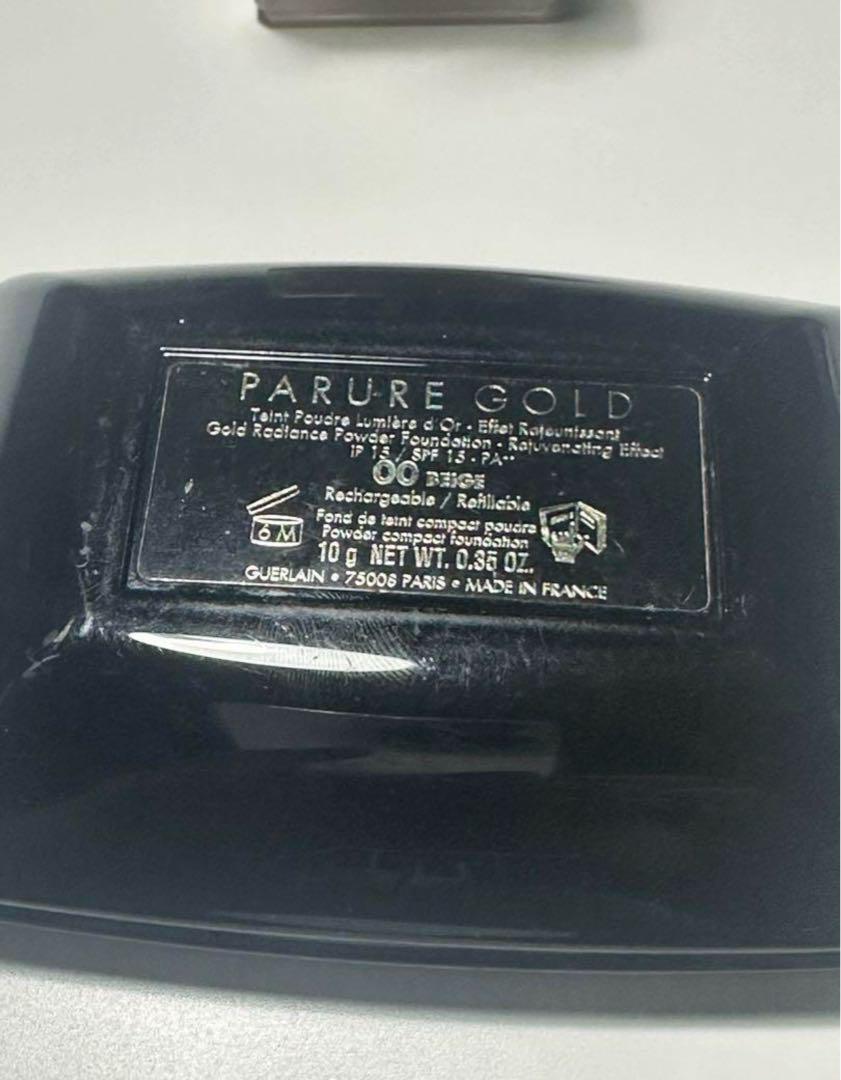 PARURE GOLD
Teint Poudre Lumière d'Or - Effet Rajeunissant
Gold Radiance Powder Foundation - Rejuvenating Effect
IP 15 / SPF 15 - PA++
00 BEIGE
Rechargeable / Refillable
6 M
Fond de teint compact poudre
Powder compact foundation
10 g NET WT. 0.35 OZ.
GUERLAIN • 75008 PARIS • MADE IN FRANCE